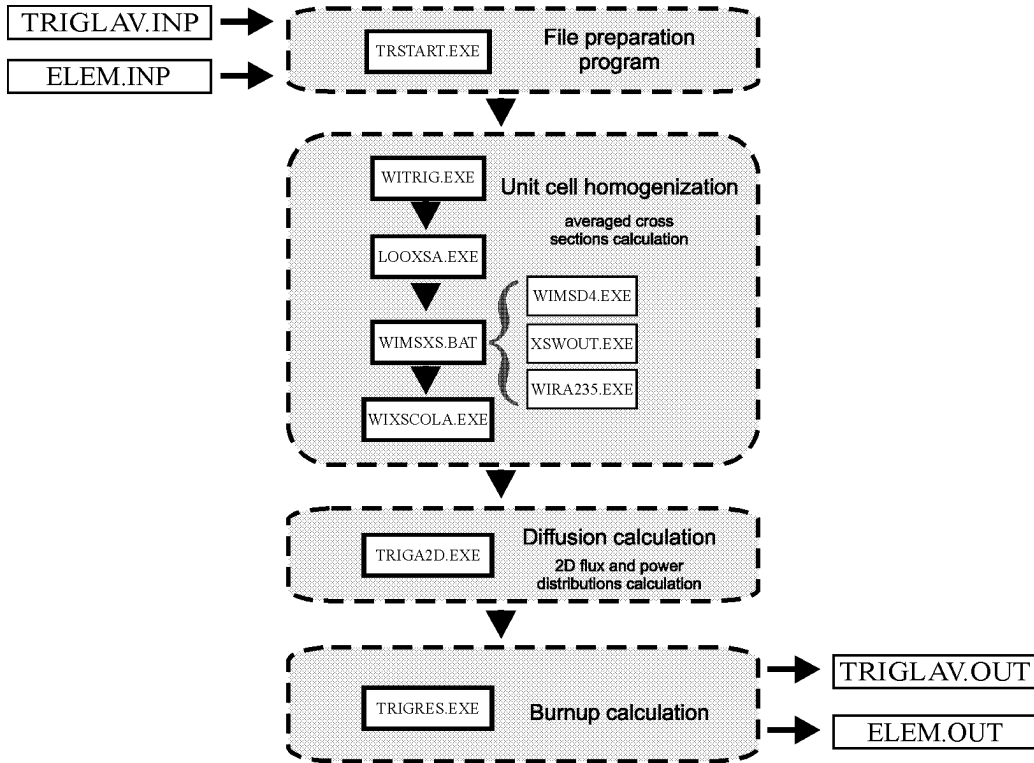 TRIGLAV.INP
ELEM.INP
TRSTART.EXE
File preparation
program
WITRIG.EXE
Unit cell homogenization
averaged cross
sections calculation
LOOXSA.EXE
WIMSXS.BAT
WIMSD4.EXE
XSWOUT.EXE
WIRA235.EXE
WIXSCOLA.EXE
TRIGA2D.EXE
Diffusion calculation
2D flux and power
distributions calculation
TRIGRES.EXE
Burnup calculation
TRIGLAV.OUT
ELEM.OUT